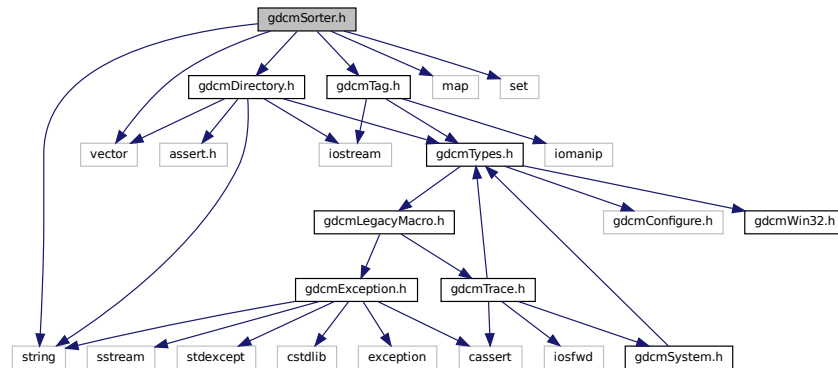 gdcmSorter.h
gdcmDirectory.h
gdcmTag.h
map
set
vector
assert.h
iostream
gdcmTypes.h
iomanip
gdcmLegacyMacro.h
gdcmConfigure.h
gdcmWin32.h
gdcmException.h
gdcmTrace.h
string
sstream
stdexcept
cstdlib
exception
cassert
iosfwd
gdcmSystem.h